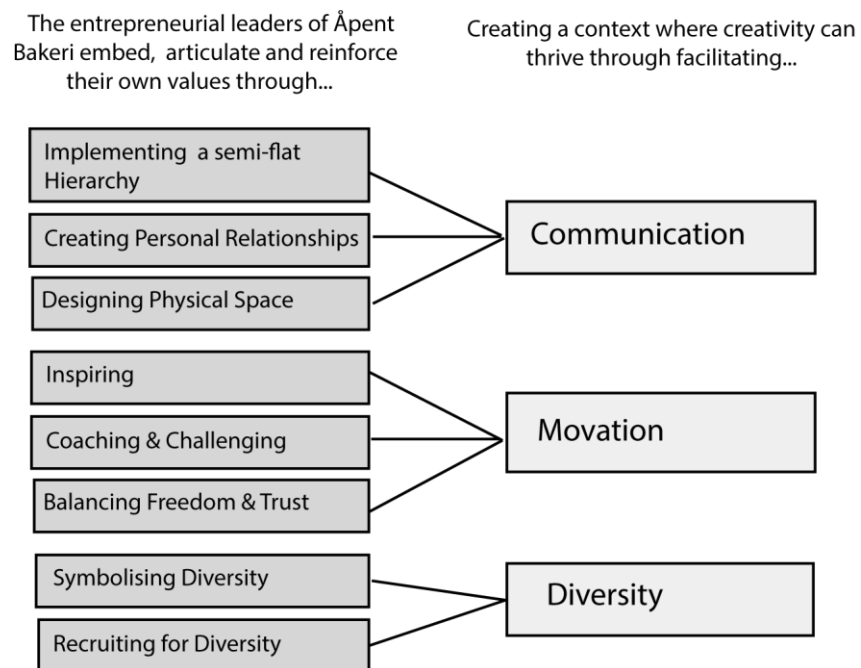 The entrepreneurial leaders of Åpent
Bakeri embed, articulate and reinforce
their own values through...
Creating a context where creativity can
thrive through facilitating...
Implementing a semi-flat
Hierarchy
Creating Personal Relationships
Designing Physical Space
Communication
Inspiring
Coaching & Challenging
Balancing Freedom & Trust
Movation
Symbolising Diversity
Recruiting for Diversity
Diversity